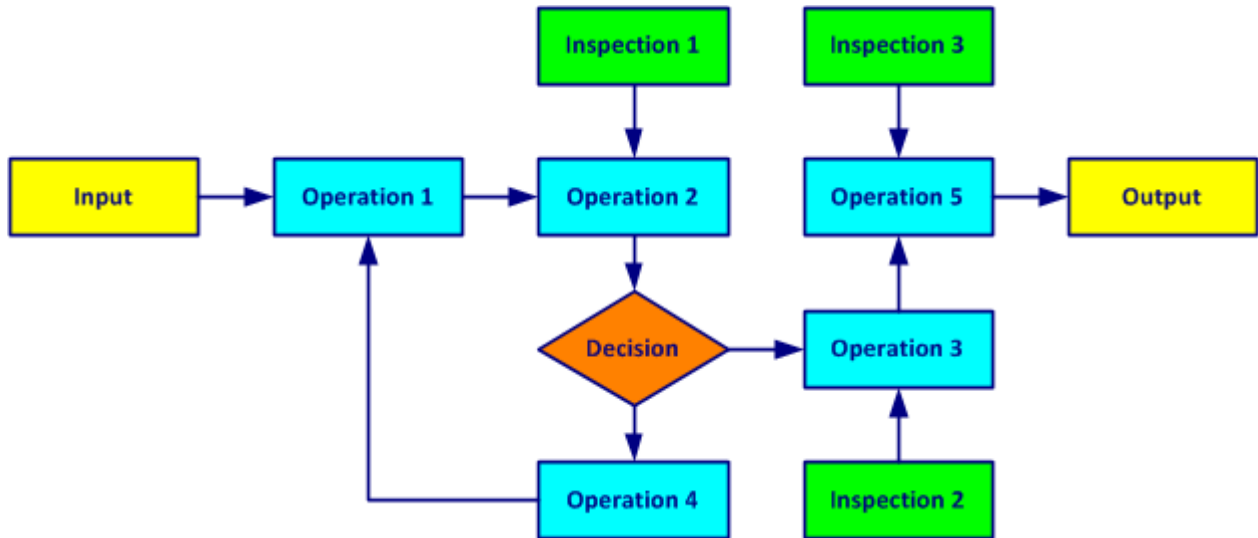 Inspection 1
Inspection 3
Input
Operation 1
Operation 2
Operation 5
Output
Decision
Operation 3
Operation 4
Inspection 2